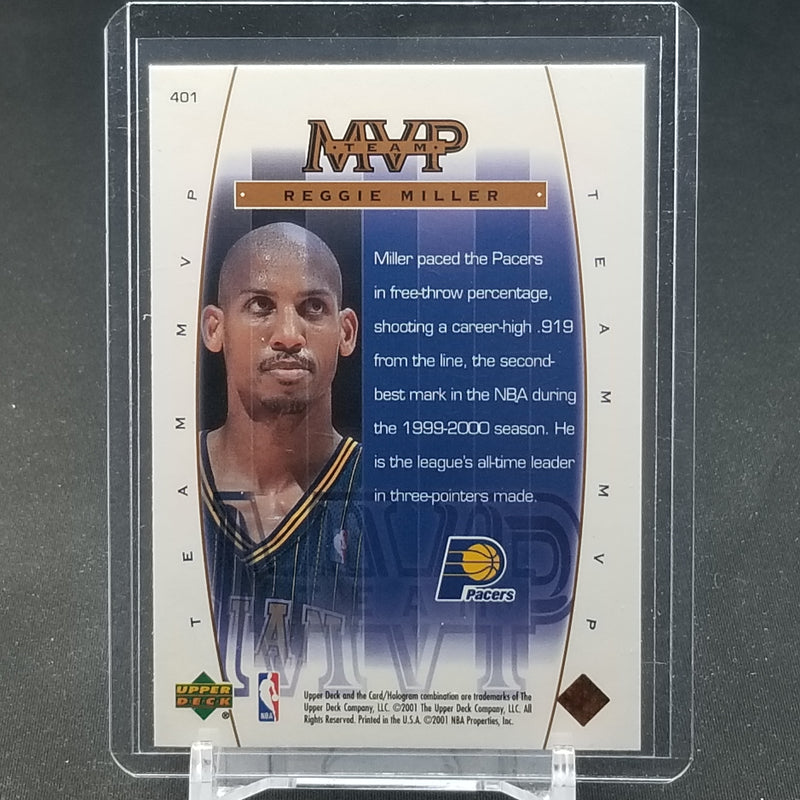 401
MVP
TEAM
REGGIE MILLER
Miller paced the Pacers
in free-throw percentage,
shooting a career-high .919
from the line, the second-
best mark in the NBA during
the 1999-2000 season. He
is the league's all-time leader
in three-pointers made.
TEAM MVP
TEAM MVP
MVP
TEAM
MVP
Pacers
UPPER
DECK
®
NBA
Upper Deck and the Card/Hologram combination are trademarks of The
Upper Deck Company, LLC. ©2001 The Upper Deck Company, LLC. All
Rights Reserved. Printed in the U.S.A. ©2001 NBA Properties, Inc.